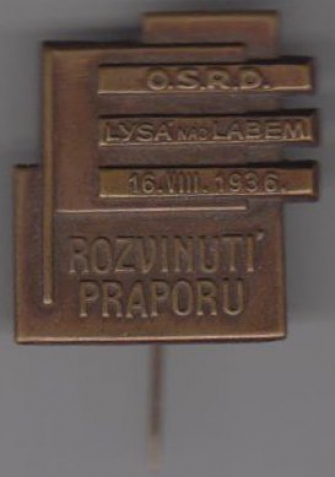 O.S.R.D.
LYSÁ NAD LABEM
16.VIII.1936.
ROZVINUTÍ
PRAPORU